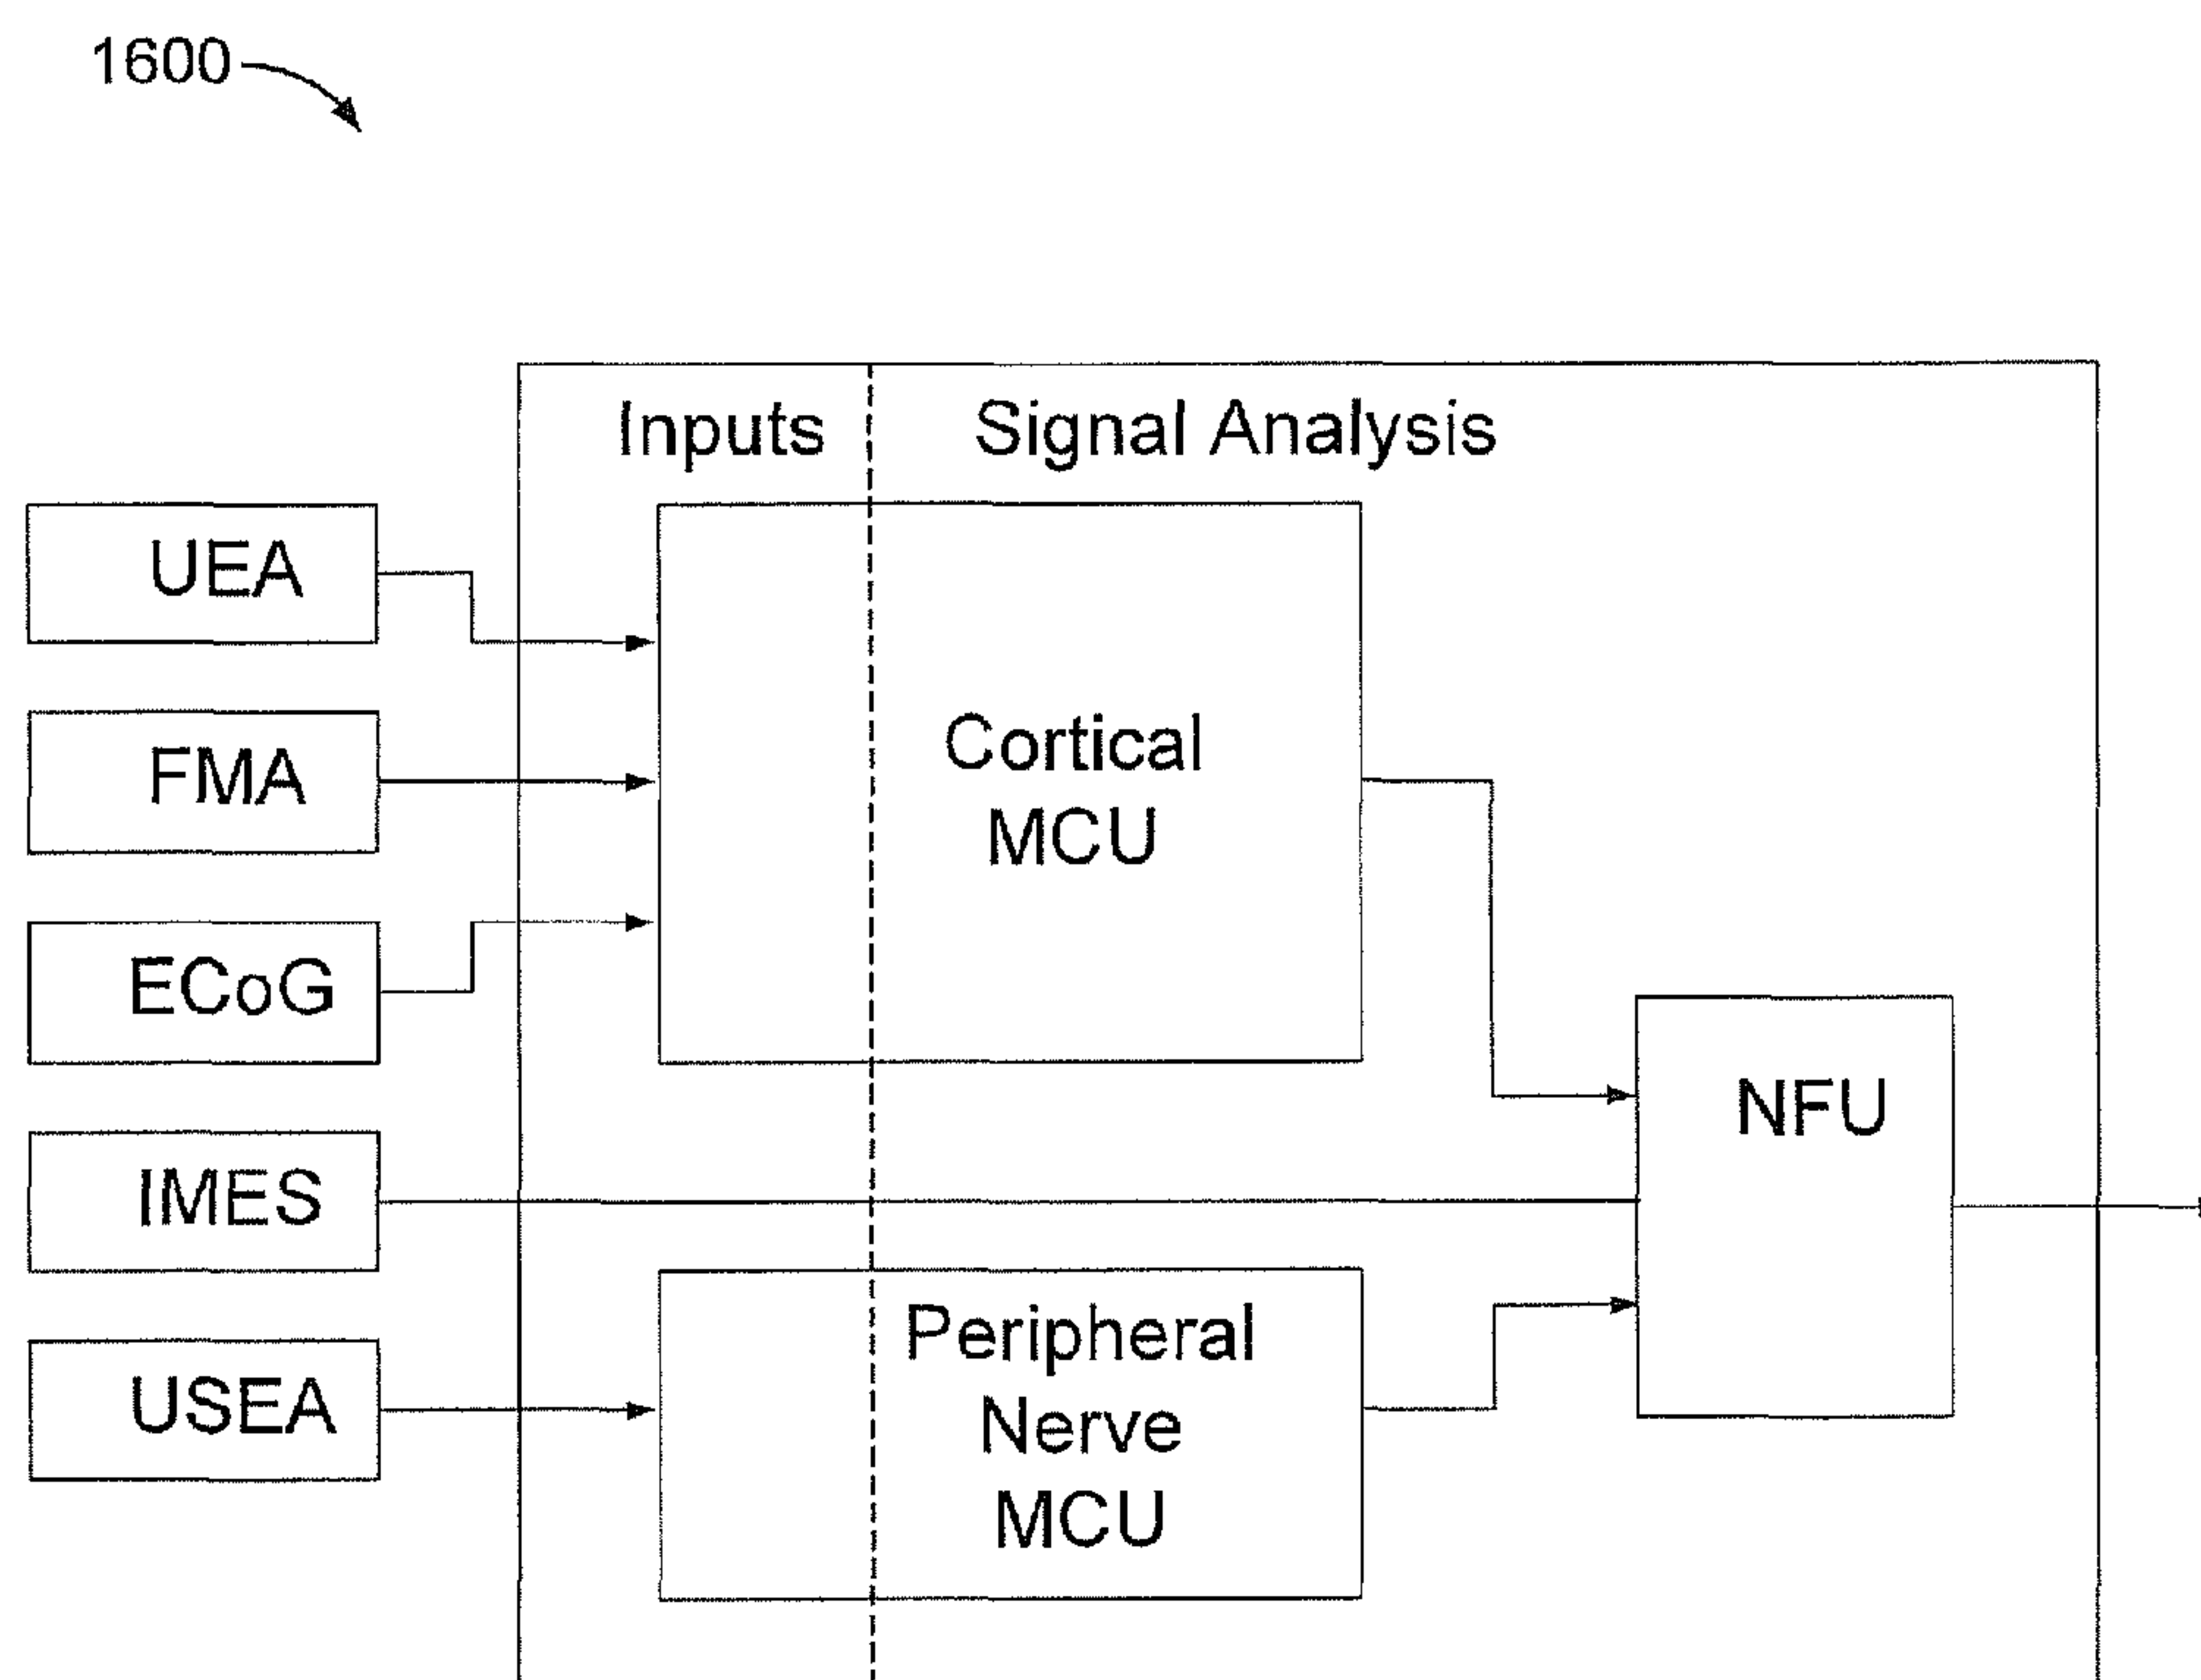 1600
Inputs
Signal Analysis
UEA
FMA
ECoG
IMES
USEA
Cortical
MCU
Peripheral
Nerve
MCU
NFU